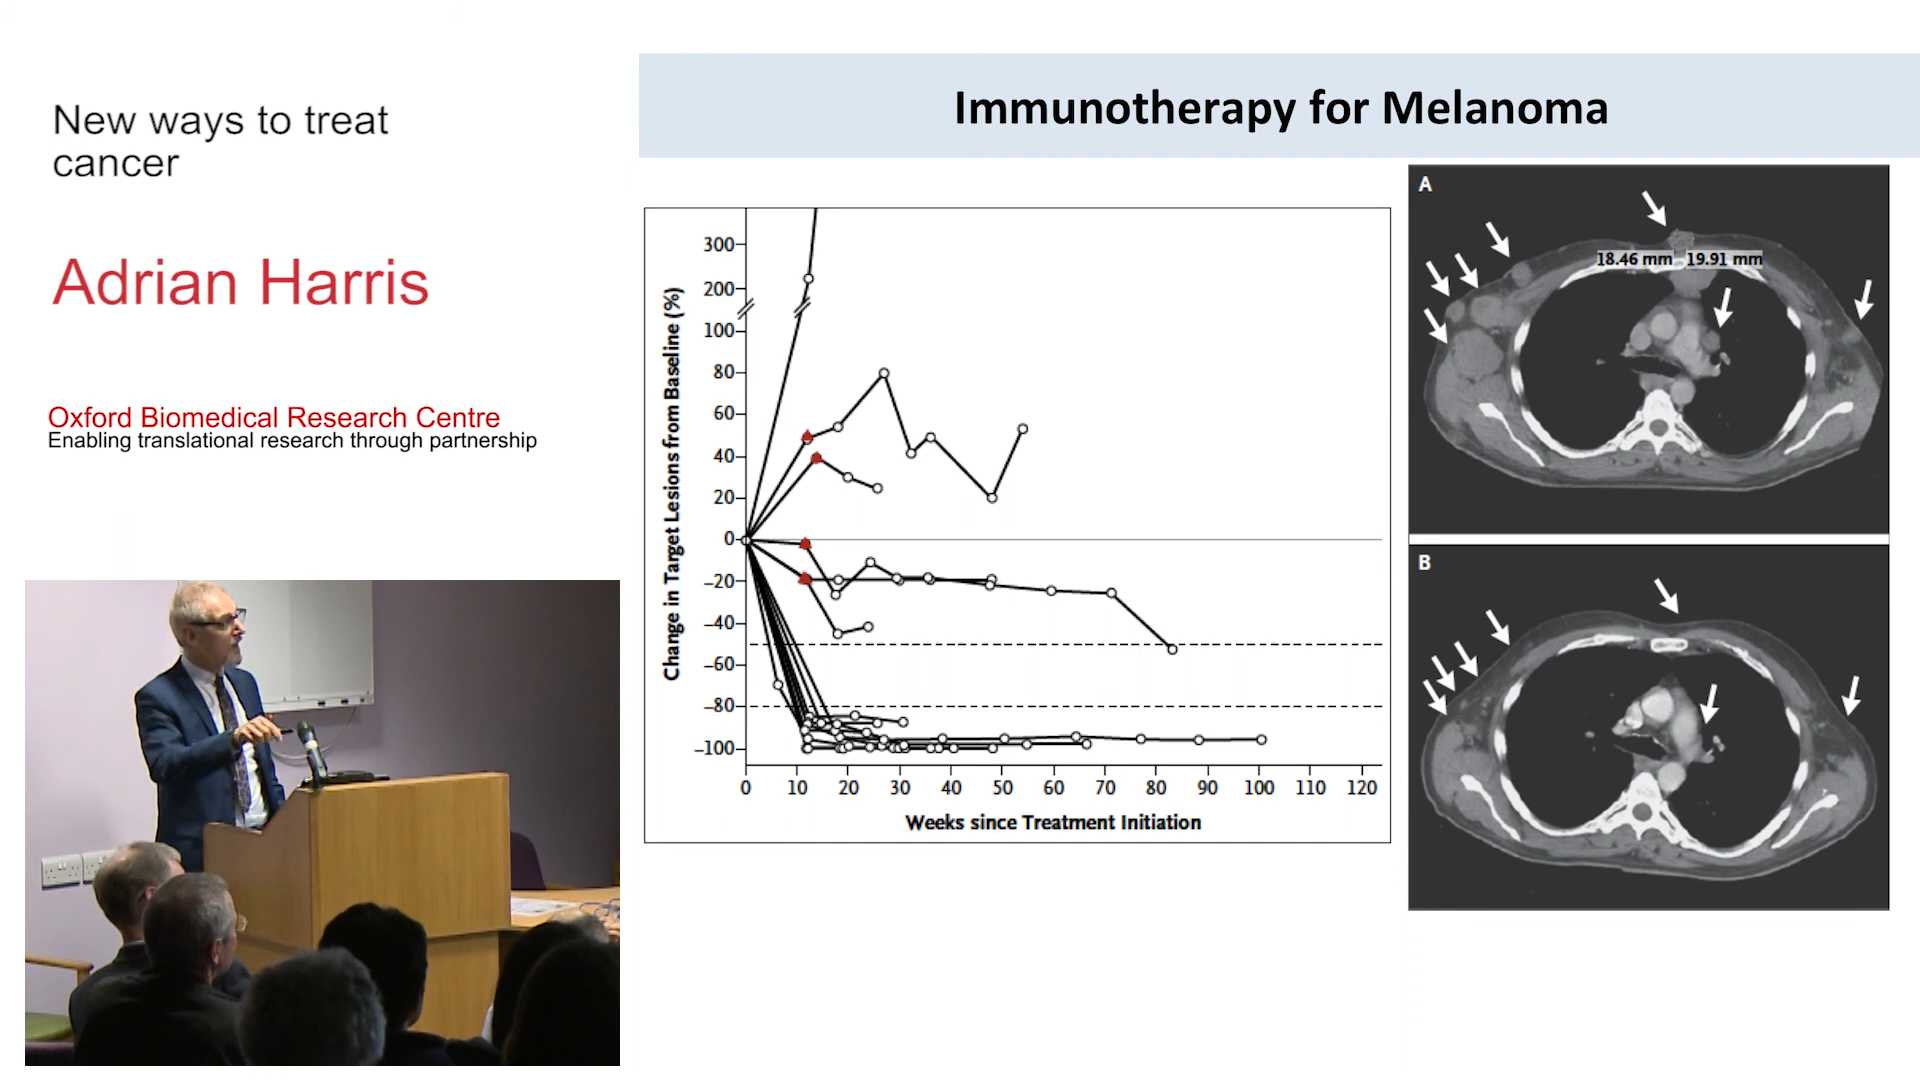 New ways to treat
cancer
Adrian Harris
Oxford Biomedical Research Centre
Enabling translational research through partnership
Immunotherapy for Melanoma
Change in Target Lesions from Baseline (%)
300
200
100
80
60
40
20
0
−20
−40
−60
−80
−100
0 10 20 30 40 50 60 70 80 90 100 110 120
Weeks since Treatment Initiation
A
18.46 mm 19.91 mm
B